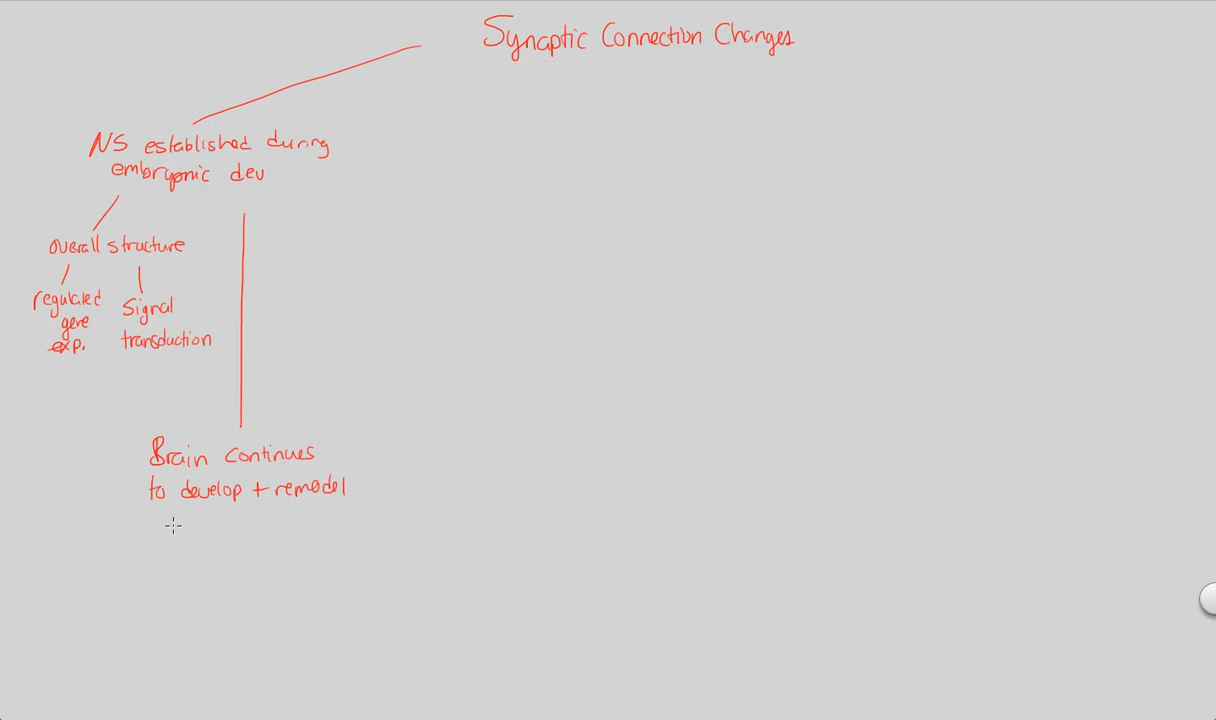 Synaptic Connection Changes
NS established during
embryonic dev
overall structure
regulated
gene
exp.
Signal
transduction
Brain continues
to develop + remodel